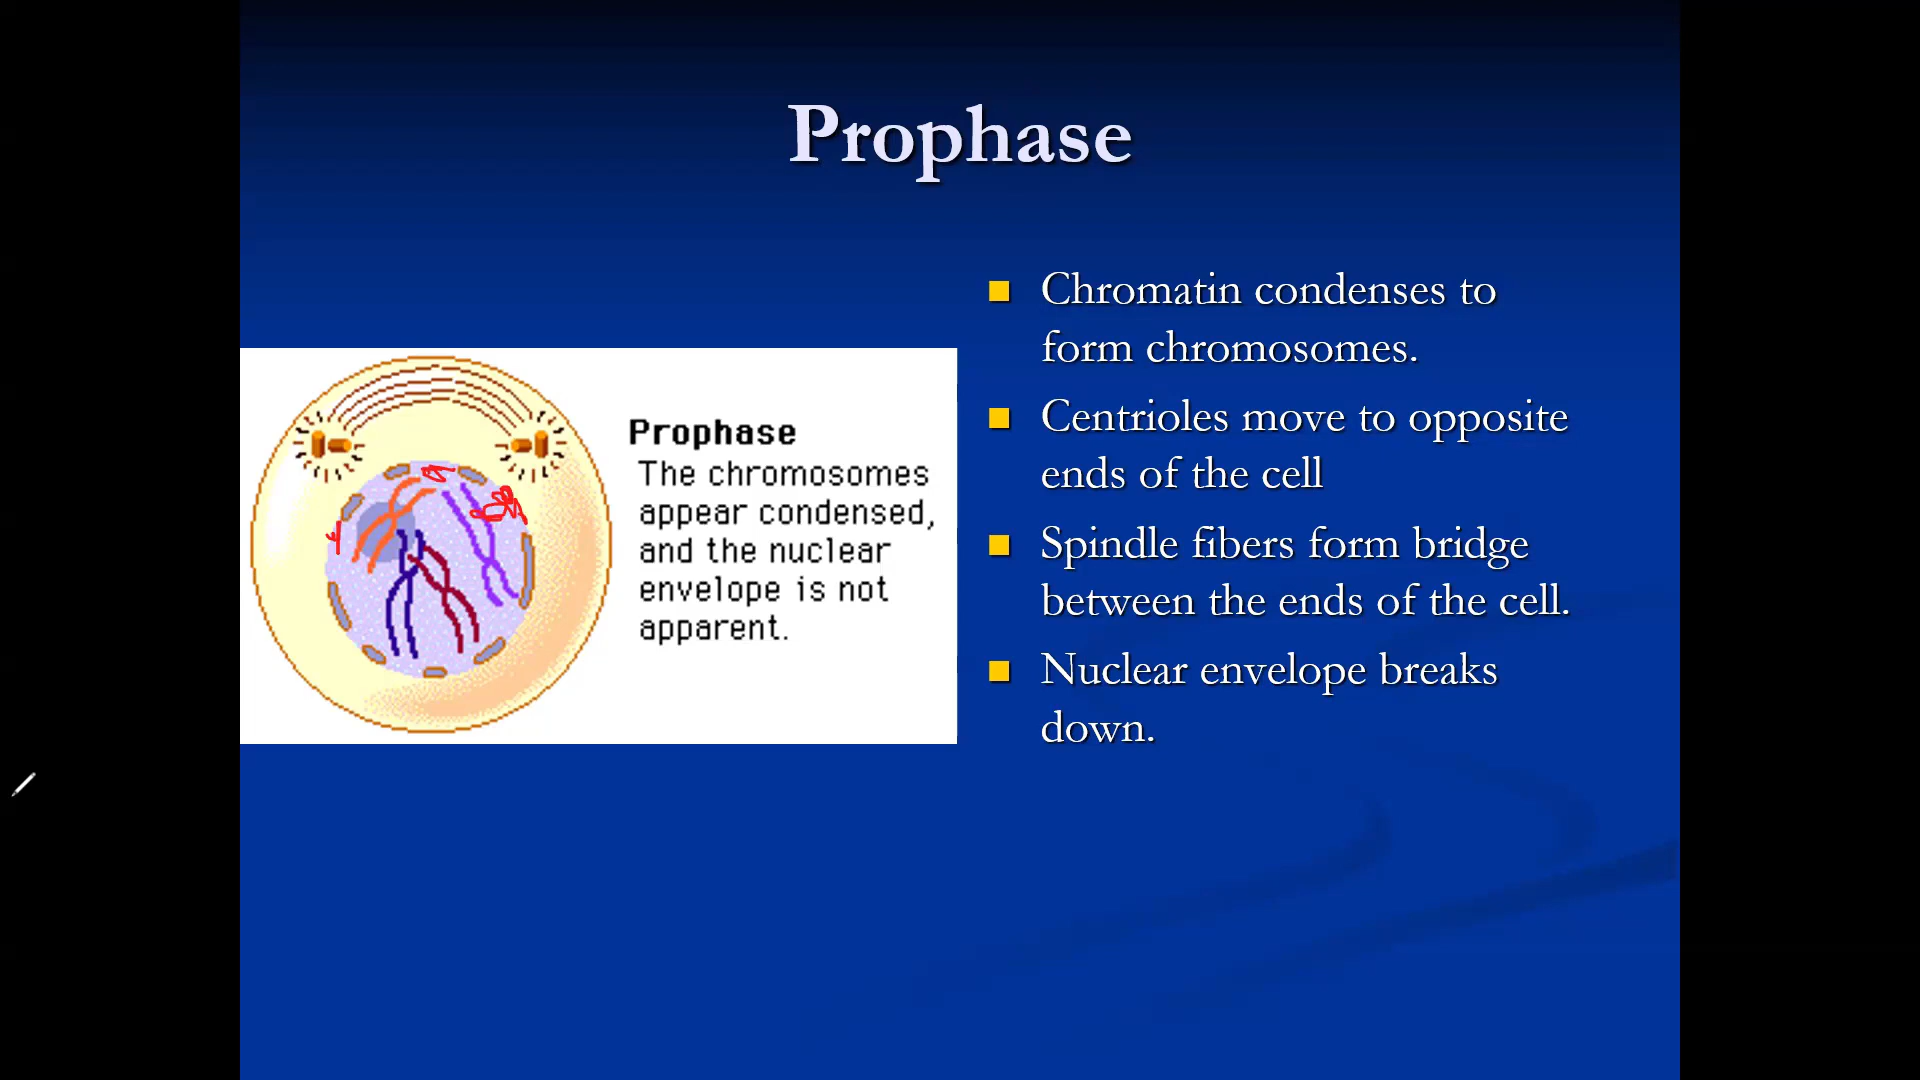 Prophase
Prophase
The chromosomes
appear condensed,
and the nuclear
envelope is not
apparent.
Chromatin condenses to
form chromosomes.
Centrioles move to opposite
ends of the cell
Spindle fibers form bridge
between the ends of the cell.
Nuclear envelope breaks
down.